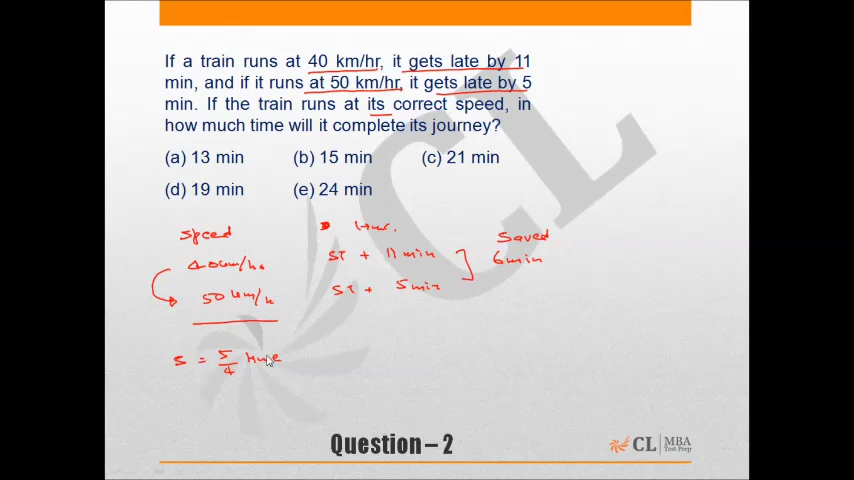 If a train runs at 40 km/hr, it gets late by 11
min, and if it runs at 50 km/hr, it gets late by 5
min. If the train runs at its correct speed, in
how much time will it complete its journey?
(a) 13 min (b) 15 min (c) 21 min
(d) 19 min (e) 24 min
Speed Saved
40km/hr. ST + 11 min 6 min
50 km/h ST + 5 min
S = 5/4
Question – 2
CL MBA Test Prep
CL